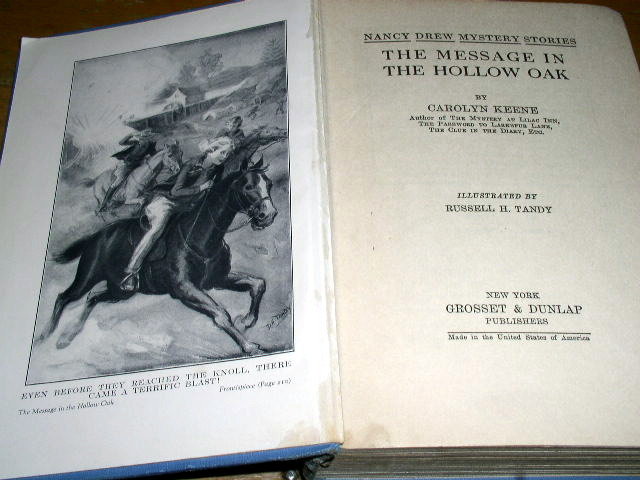 EVEN BEFORE THEY REACHED THE KNOLL, THERE
CAME A TERRIFIC BLAST!
The Message in the Hollow Oak
Frontispiece (Page 210)
NANCY DREW MYSTERY STORIES
THE MESSAGE IN
THE HOLLOW OAK
BY
CAROLYN KEENE
Author of THE MYSTERY AT LILAC INN,
THE PASSWORD TO LARKSPUR LANE,
THE CLUE IN THE DIARY, ETC.
ILLUSTRATED BY
RUSSELL H. TANDY
NEW YORK
GROSSET & DUNLAP
PUBLISHERS
Made in the United States of America